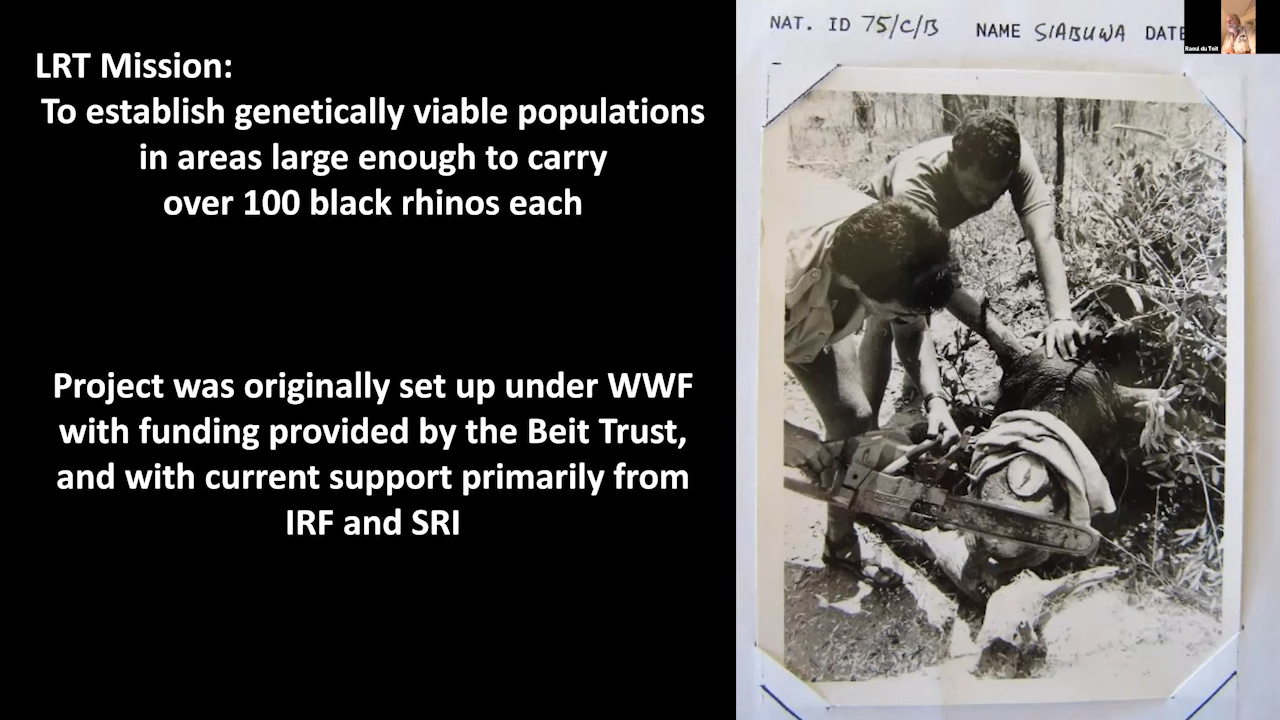 LRT Mission:
To establish genetically viable populations
in areas large enough to carry
over 100 black rhinos each
Project was originally set up under WWF
with funding provided by the Beit Trust,
and with current support primarily from
IRF and SRI
NAT. ID 75/C/B NAME SIABUWA DATE
Raoul du Toit